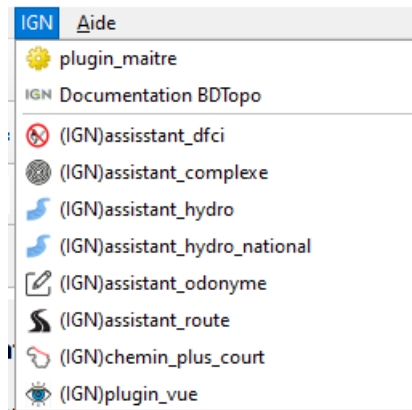 IGN Aide
plugin_maitre
IGN Documentation BDTopo
(IGN)assisstant_dfci
(IGN)assistant_complexe
(IGN)assistant_hydro
(IGN)assistant_hydro_national
(IGN)assistant_odonyme
(IGN)assistant_route
(IGN)chemin_plus_court
(IGN)plugin_vue